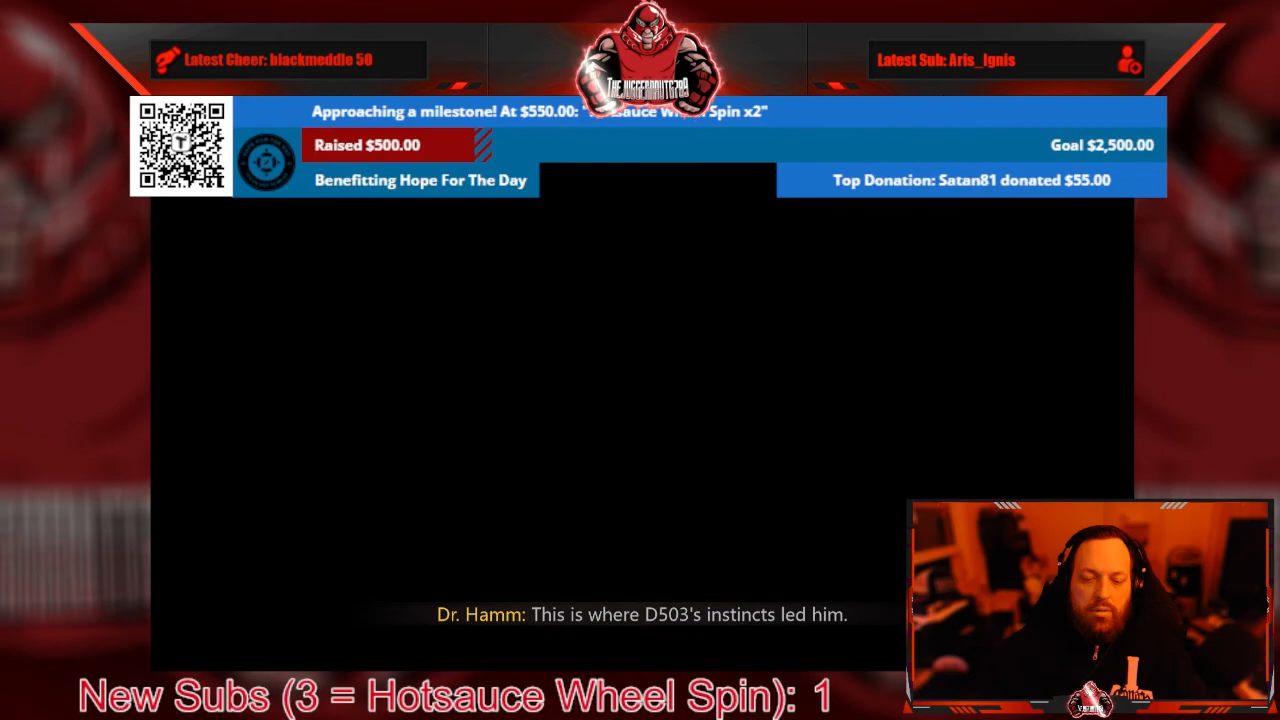 Latest Cheer: blackmeddle 50
Latest Sub: Aris_Ignis
THEJUGGERNAUT6789
Approaching a milestone! At $550.00: Spin x2"
Raised $500.00
Goal $2,500.00
Benefitting Hope For The Day
Top Donation: Satan81 donated $55.00
Dr. Hamm: This is where D503's instincts led him.
New Subs (3 = Hotsauce Wheel Spin): 1